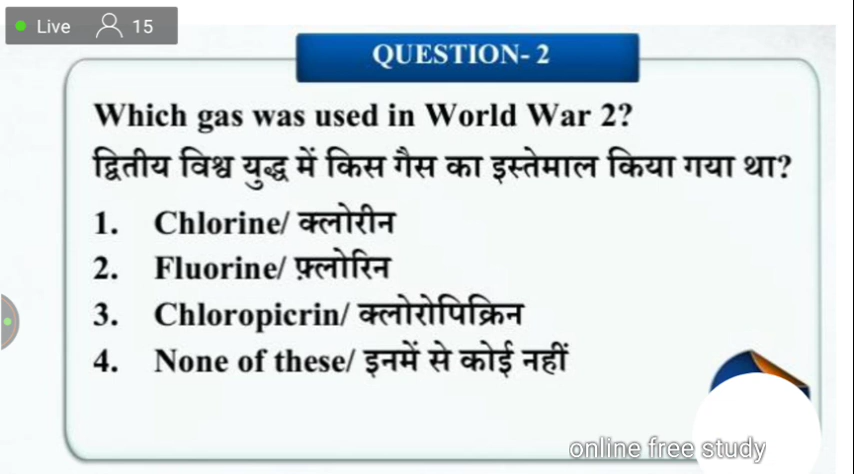 Live 15
QUESTION- 2
Which gas was used in World War 2?
द्वितीय विश्व युद्ध में किस गैस का इस्तेमाल किया गया था?
1. Chlorine/ क्लोरीन
2. Fluorine/ फ़्लोरिन
3. Chloropicrin/ क्लोरोपिक्रिन
4. None of these/ इनमें से कोई नहीं
online free study